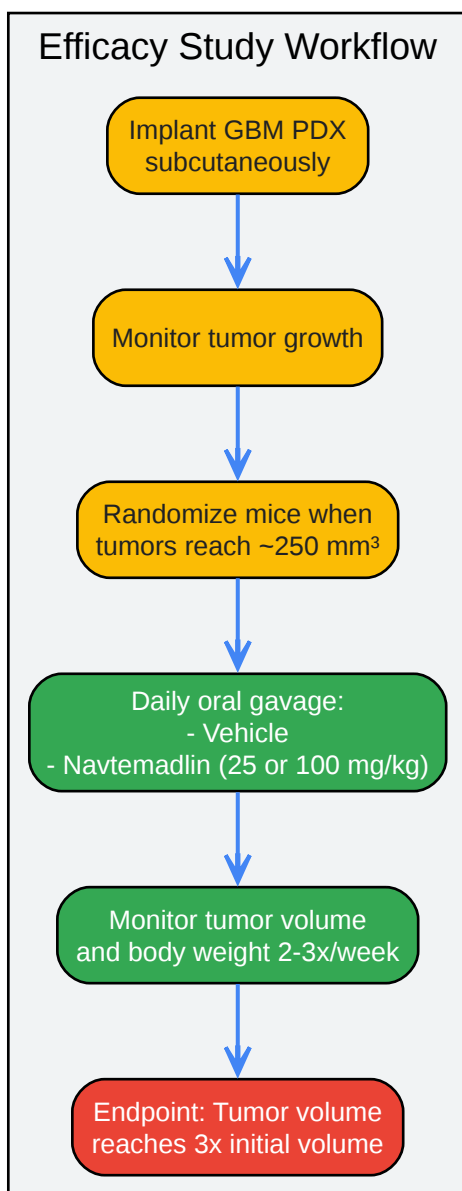 Efficacy Study Workflow
Implant GBM PDX
subcutaneously
Monitor tumor growth
Randomize mice when
tumors reach ~250 mm³
Daily oral gavage:
- Vehicle
- Navtemadlin (25 or 100 mg/kg)
Monitor tumor volume
and body weight 2-3x/week
Endpoint: Tumor volume
reaches 3x initial volume